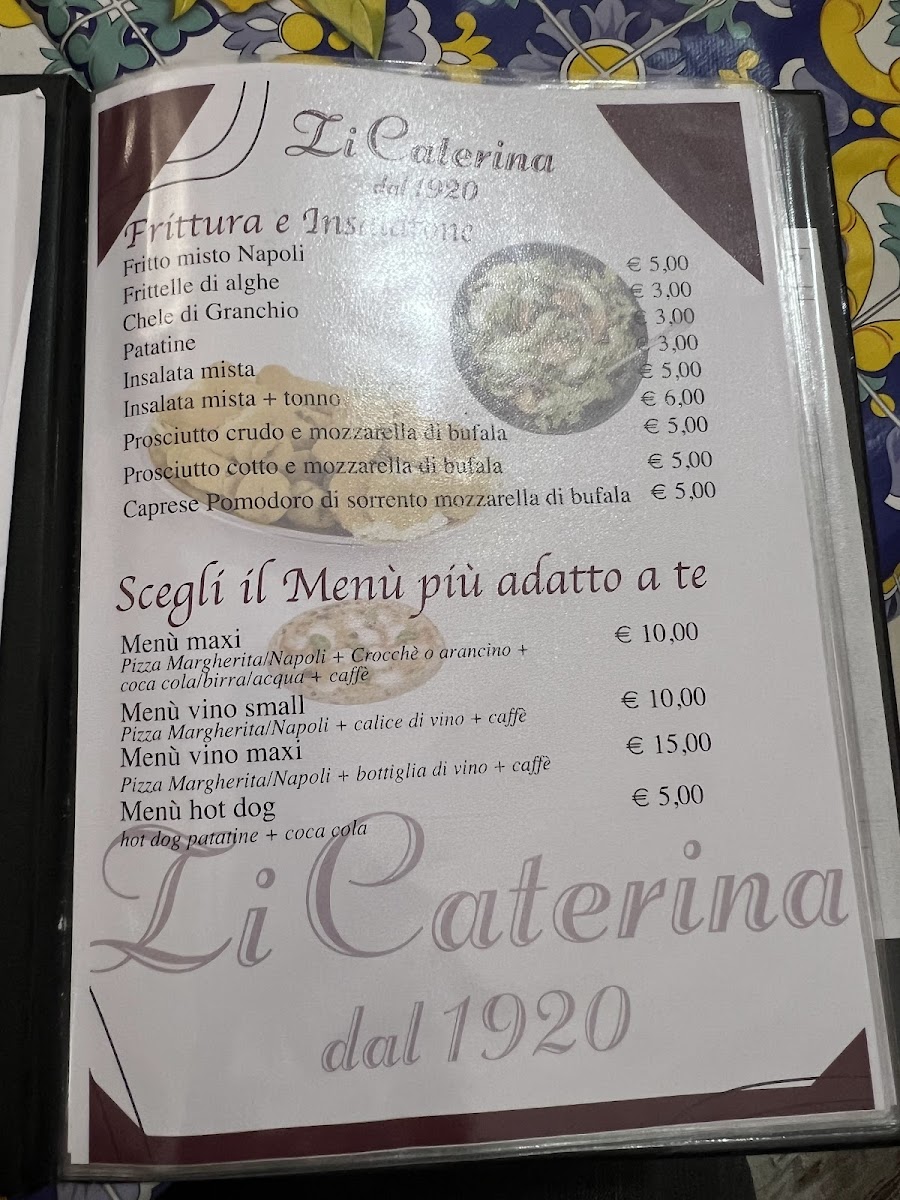 Zi Caterina
dal 1920
Frittura e Insalatone
Fritto misto Napoli € 5,00
Frittelle di alghe € 3,00
Chele di Granchio € 3,00
Patatine 3,00
Insalata mista € 5,00
Insalata mista + tonno € 6,00
Prosciutto crudo e mozzarella di bufala € 5,00
Prosciutto cotto e mozzarella di bufala € 5,00
Caprese Pomodoro di sorrento mozzarella di bufala € 5,00
Scegli il Menù più adatto a te
Menù maxi € 10,00
Pizza Margherita/Napoli + Crocchè o arancino +
coca cola/birra/acqua + caffè
Menù vino small € 10,00
Pizza Margherita/Napoli + calice di vino + caffè
Menù vino maxi € 15,00
Pizza Margherita/Napoli + bottiglia di vino + caffè
Menù hot dog € 5,00
hot dog patatine + coca cola
Zi Caterina
dal 1920